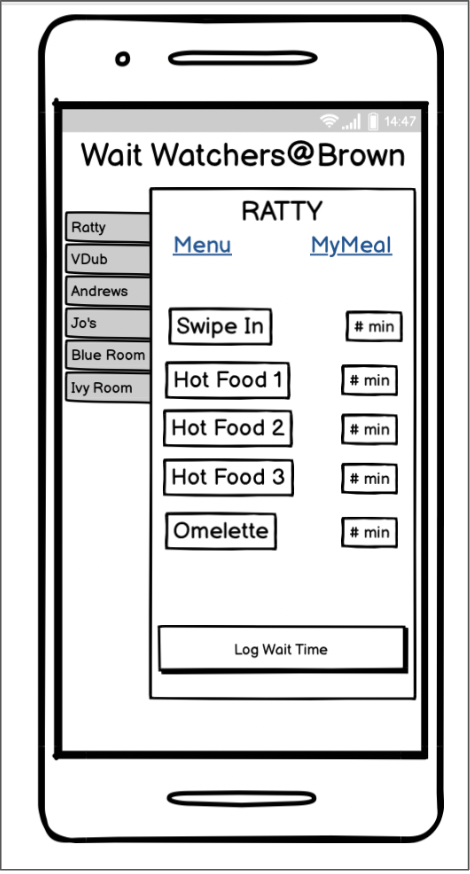 14:47
Wait Watchers@Brown
RATTY
Menu MyMeal
Ratty
VDub
Andrews
Jo's
Blue Room
Ivy Room
Swipe In # min
Hot Food 1 # min
Hot Food 2 # min
Hot Food 3 # min
Omelette # min
Log Wait Time